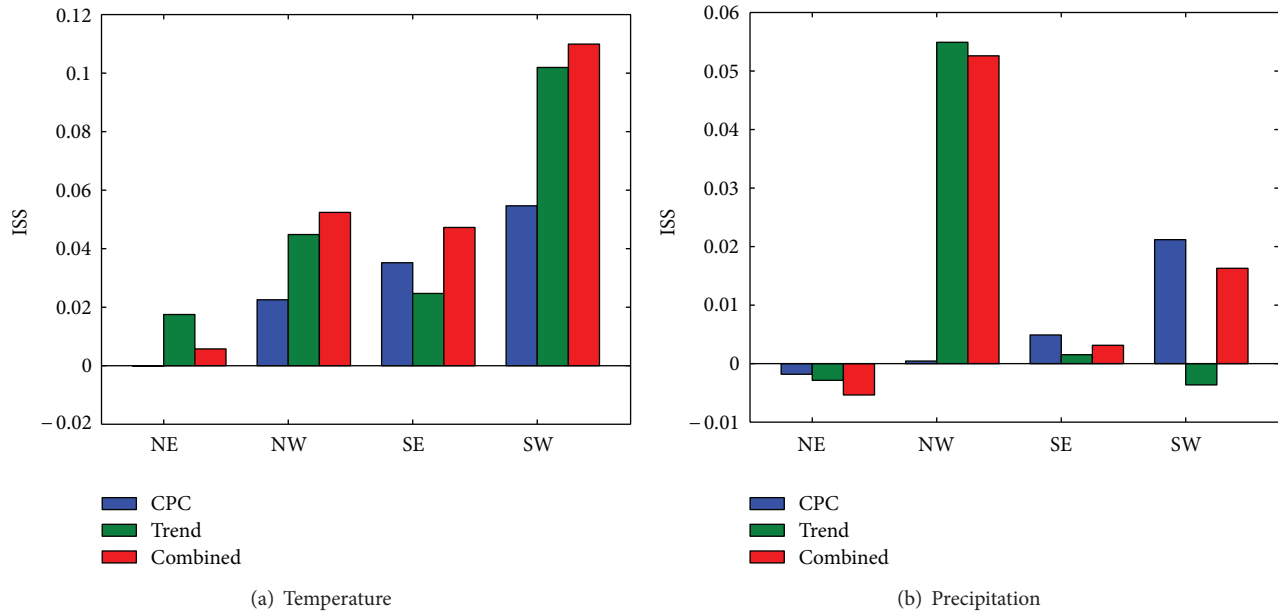 0.12
0.1
0.08
0.06
0.04
0.02
0
−0.02
ISS
NE NW SE SW
CPC
Trend
Combined
(a) Temperature
0.06
0.05
0.04
0.03
0.02
0.01
0
−0.01
ISS
NE NW SE SW
CPC
Trend
Combined
(b) Precipitation